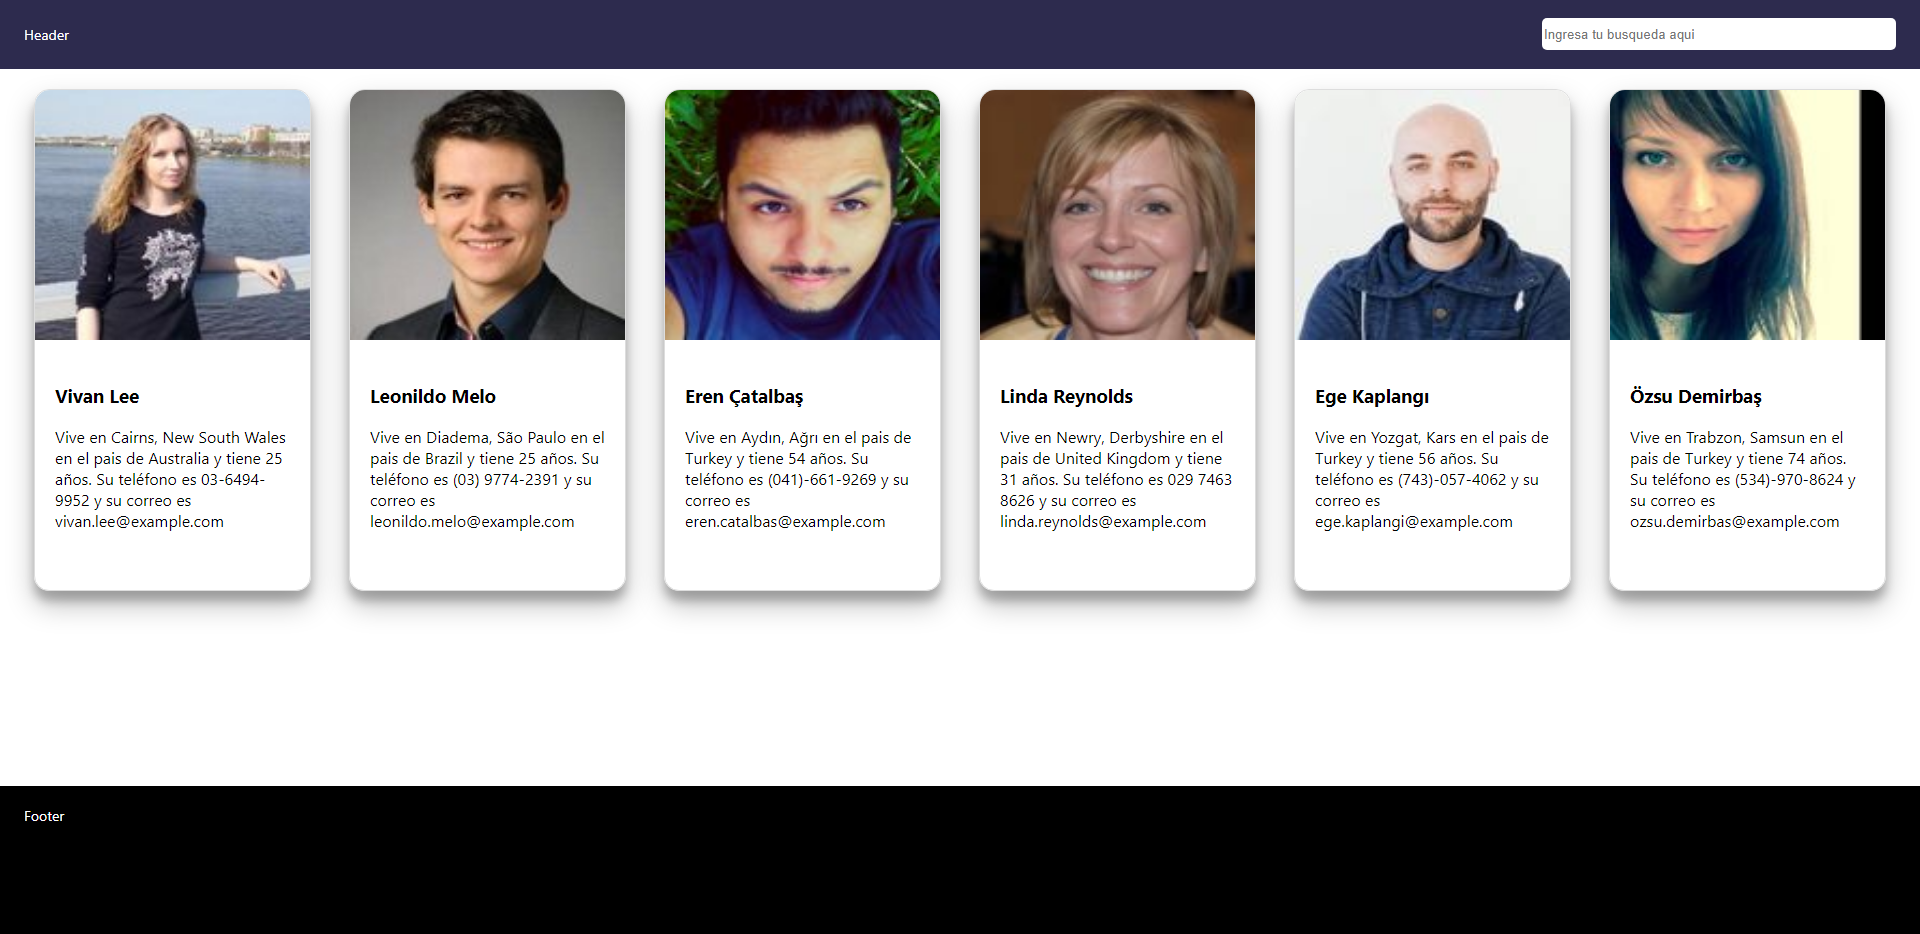 Header
Ingresa tu busqueda aqui
Vivan Lee
Vive en Cairns, New South Wales
en el pais de Australia y tiene 25
años. Su teléfono es 03-6494-
9952 y su correo es
vivan.lee@example.com
Leonildo Melo
Vive en Diadema, São Paulo en el
pais de Brazil y tiene 25 años. Su
teléfono es (03) 9774-2391 y su
correo es
leonildo.melo@example.com
Eren Çatalbaş
Vive en Aydın, Ağrı en el pais de
Turkey y tiene 54 años. Su
teléfono es (041)-661-9269 y su
correo es
eren.catalbas@example.com
Linda Reynolds
Vive en Newry, Derbyshire en el
pais de United Kingdom y tiene
31 años. Su teléfono es 029 7463
8626 y su correo es
linda.reynolds@example.com
Ege Kaplangı
Vive en Yozgat, Kars en el pais de
Turkey y tiene 56 años. Su
teléfono es (743)-057-4062 y su
correo es
ege.kaplangi@example.com
Özsu Demirbaş
Vive en Trabzon, Samsun en el
pais de Turkey y tiene 74 años.
Su teléfono es (534)-970-8624 y
su correo es
ozsu.demirbas@example.com
Footer